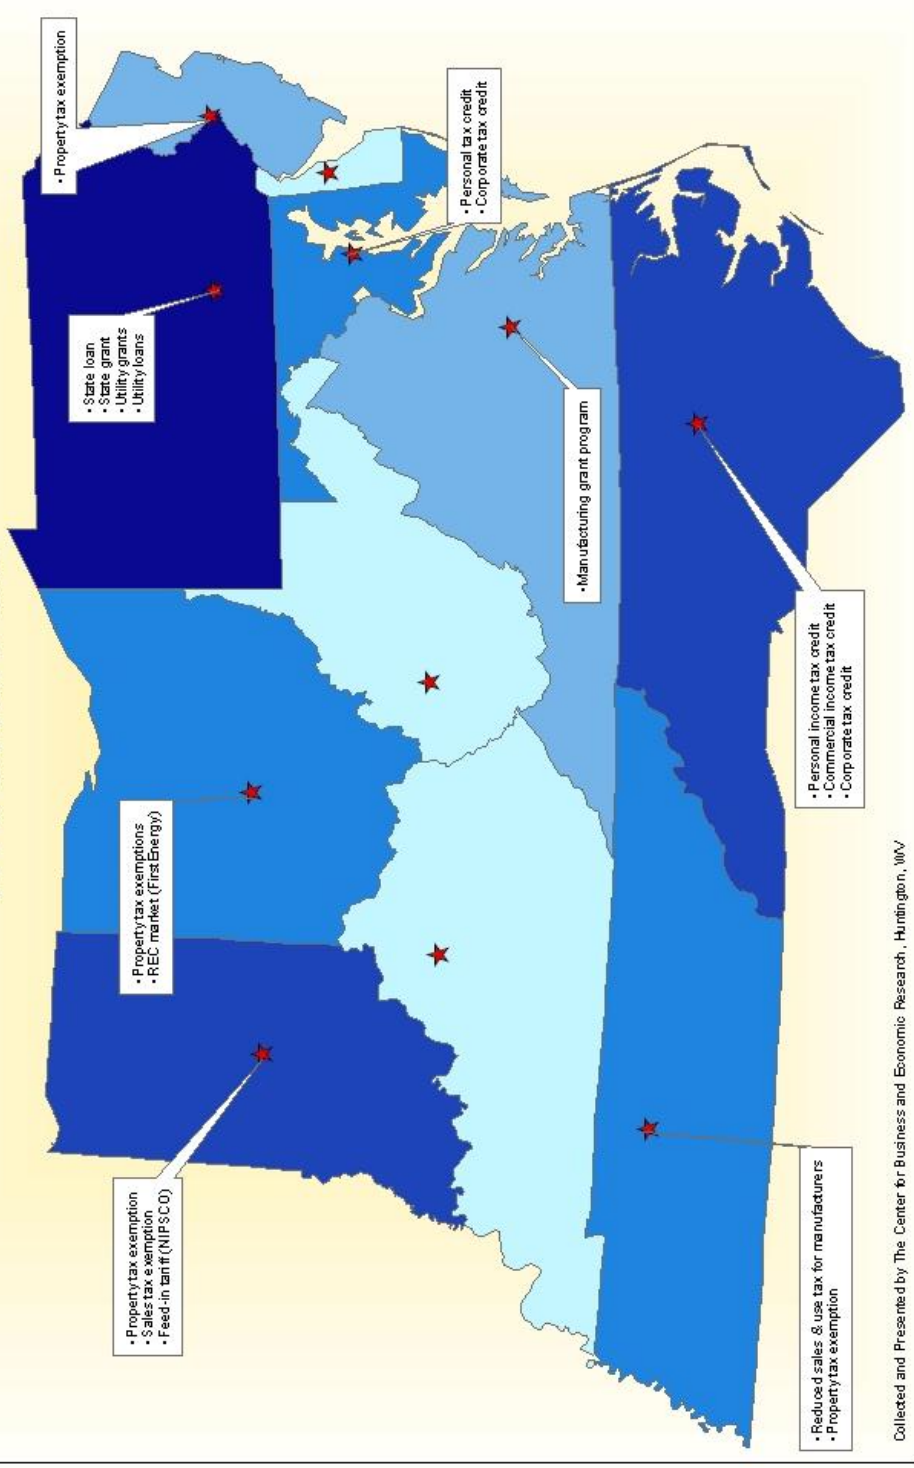 • Property tax exemption
• State loan
• State grant
• Utility grants
• Utility loans
• Personal tax credit
• Corporate tax credit
• Property tax exemptions
• REC market (FirstEnergy)
• Manufacturing grant program
• Property tax exemption
• Sales tax exemption
• Feed-in tariff (NIPSCO)
• Personal income tax credit
• Commercial income tax credit
• Corporate tax credit
• Reduced sales & use tax for manufacturers
• Property tax exemption
Collected and Presented by The Center for Business and Economic Research, Huntington, WV